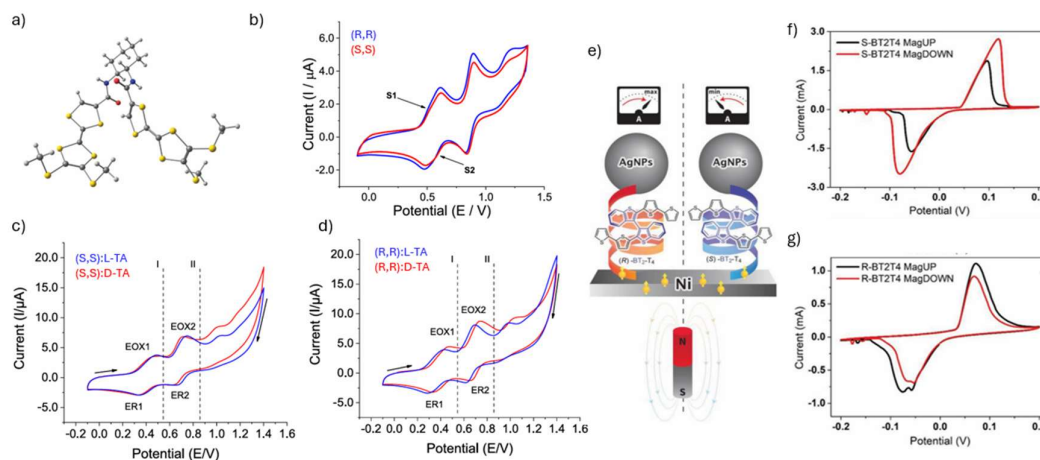 a)
b)
(R,R)
(S,S)
S1
S2
6.0
4.0
2.0
0.0
-2.0
0.0
0.5
1.0
1.5
Current (I / μA)
Potential (E / V)
c)
(S,S):L-TA
(S,S):D-TA
I
II
EOX1
EOX2
ER1
ER2
20.0
15.0
10.0
5.0
0.0
-5.0
0.0 0.2 0.4 0.6 0.8 1.0 1.2 1.4 1.6
Current (I/μA)
Potential (E/V)
d)
(R,R):L-TA
(R,R):D-TA
I
II
EOX1
EOX2
ER1
ER2
20.0
15.0
10.0
5.0
0.0
-5.0
0.0 0.2 0.4 0.6 0.8 1.0 1.2 1.4 1.6
Current (I/μA)
Potential (E/V)
e)
max
A
min
A
AgNPs
AgNPs
(R)-BT2-T4
(S)-BT2-T4
Ni
N
S
f)
S-BT2T4 MagUP
S-BT2T4 MagDOWN
3.0
1.5
0.0
-1.5
-3.0
-0.2 -0.1 0.0 0.1 0.2
Current (mA)
Potential (V)
g)
R-BT2T4 MagUP
R-BT2T4 MagDOWN
1.0
0.5
0.0
-0.5
-1.0
-0.2 -0.1 0.0 0.1 0.2
Current (mA)
Potential (V)